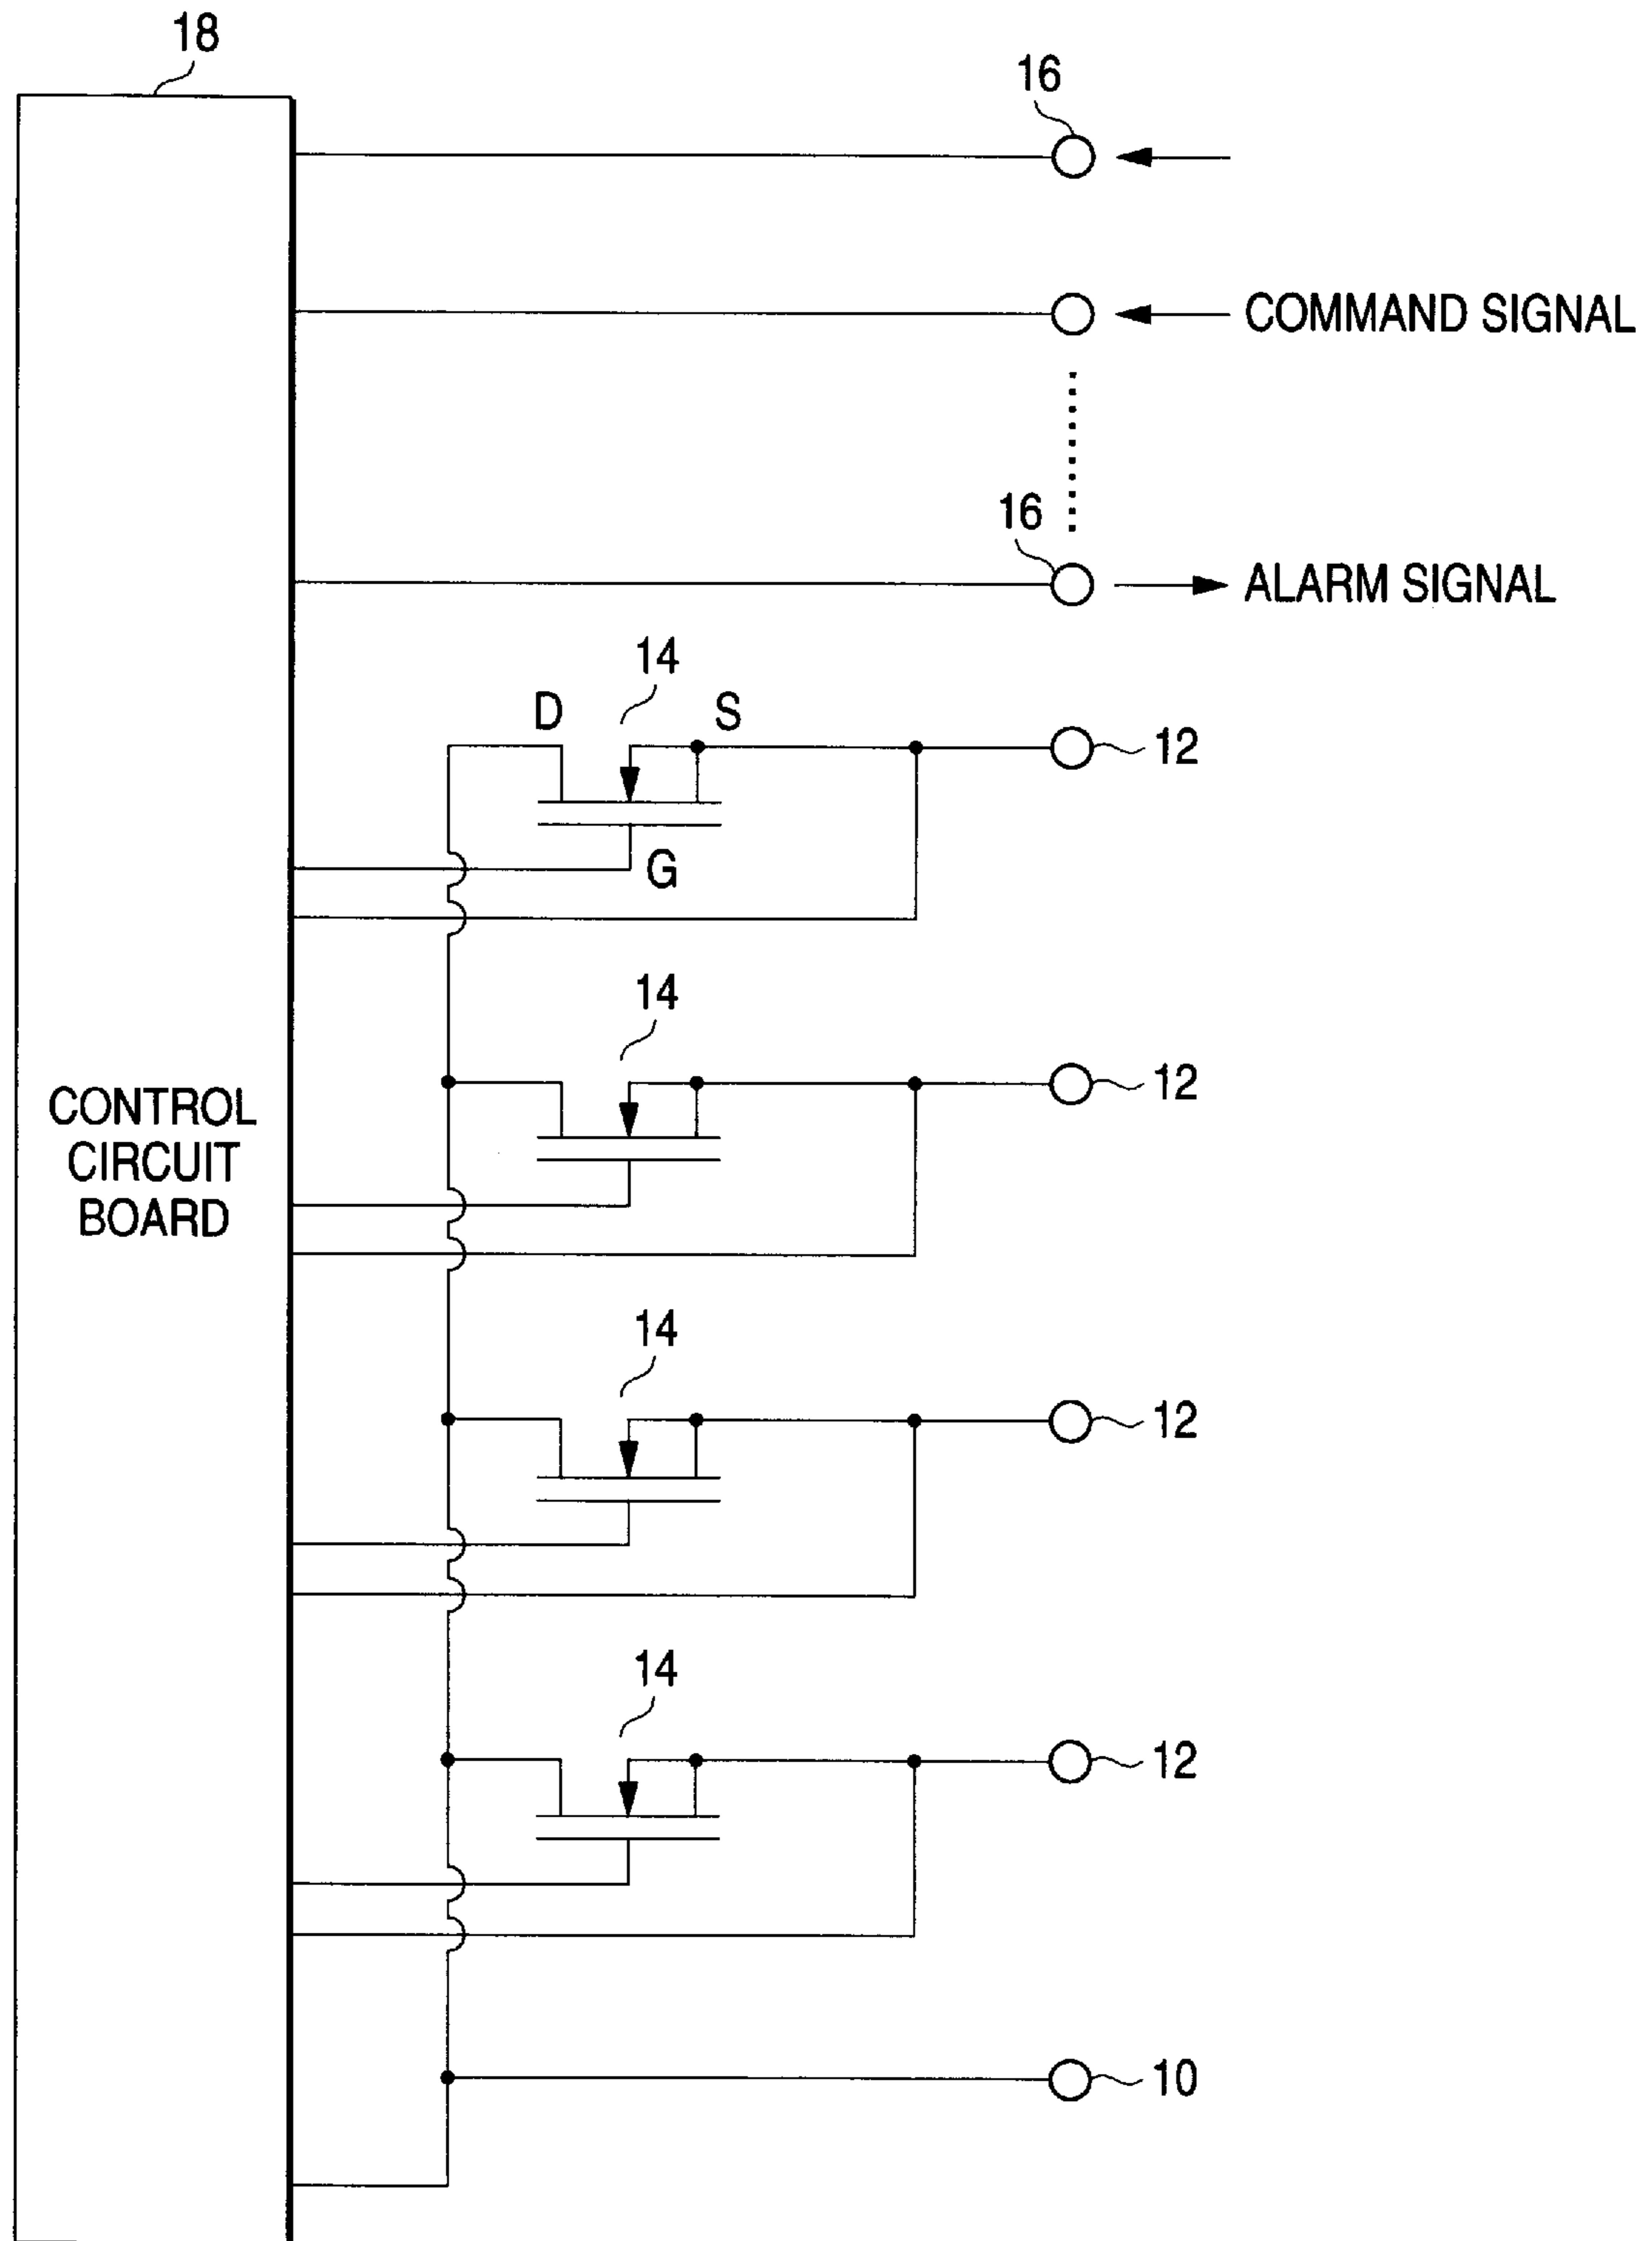 18
16
COMMAND SIGNAL
16
ALARM SIGNAL
14
D
S
12
G
14
12
CONTROL
CIRCUIT
BOARD
14
12
14
12
10